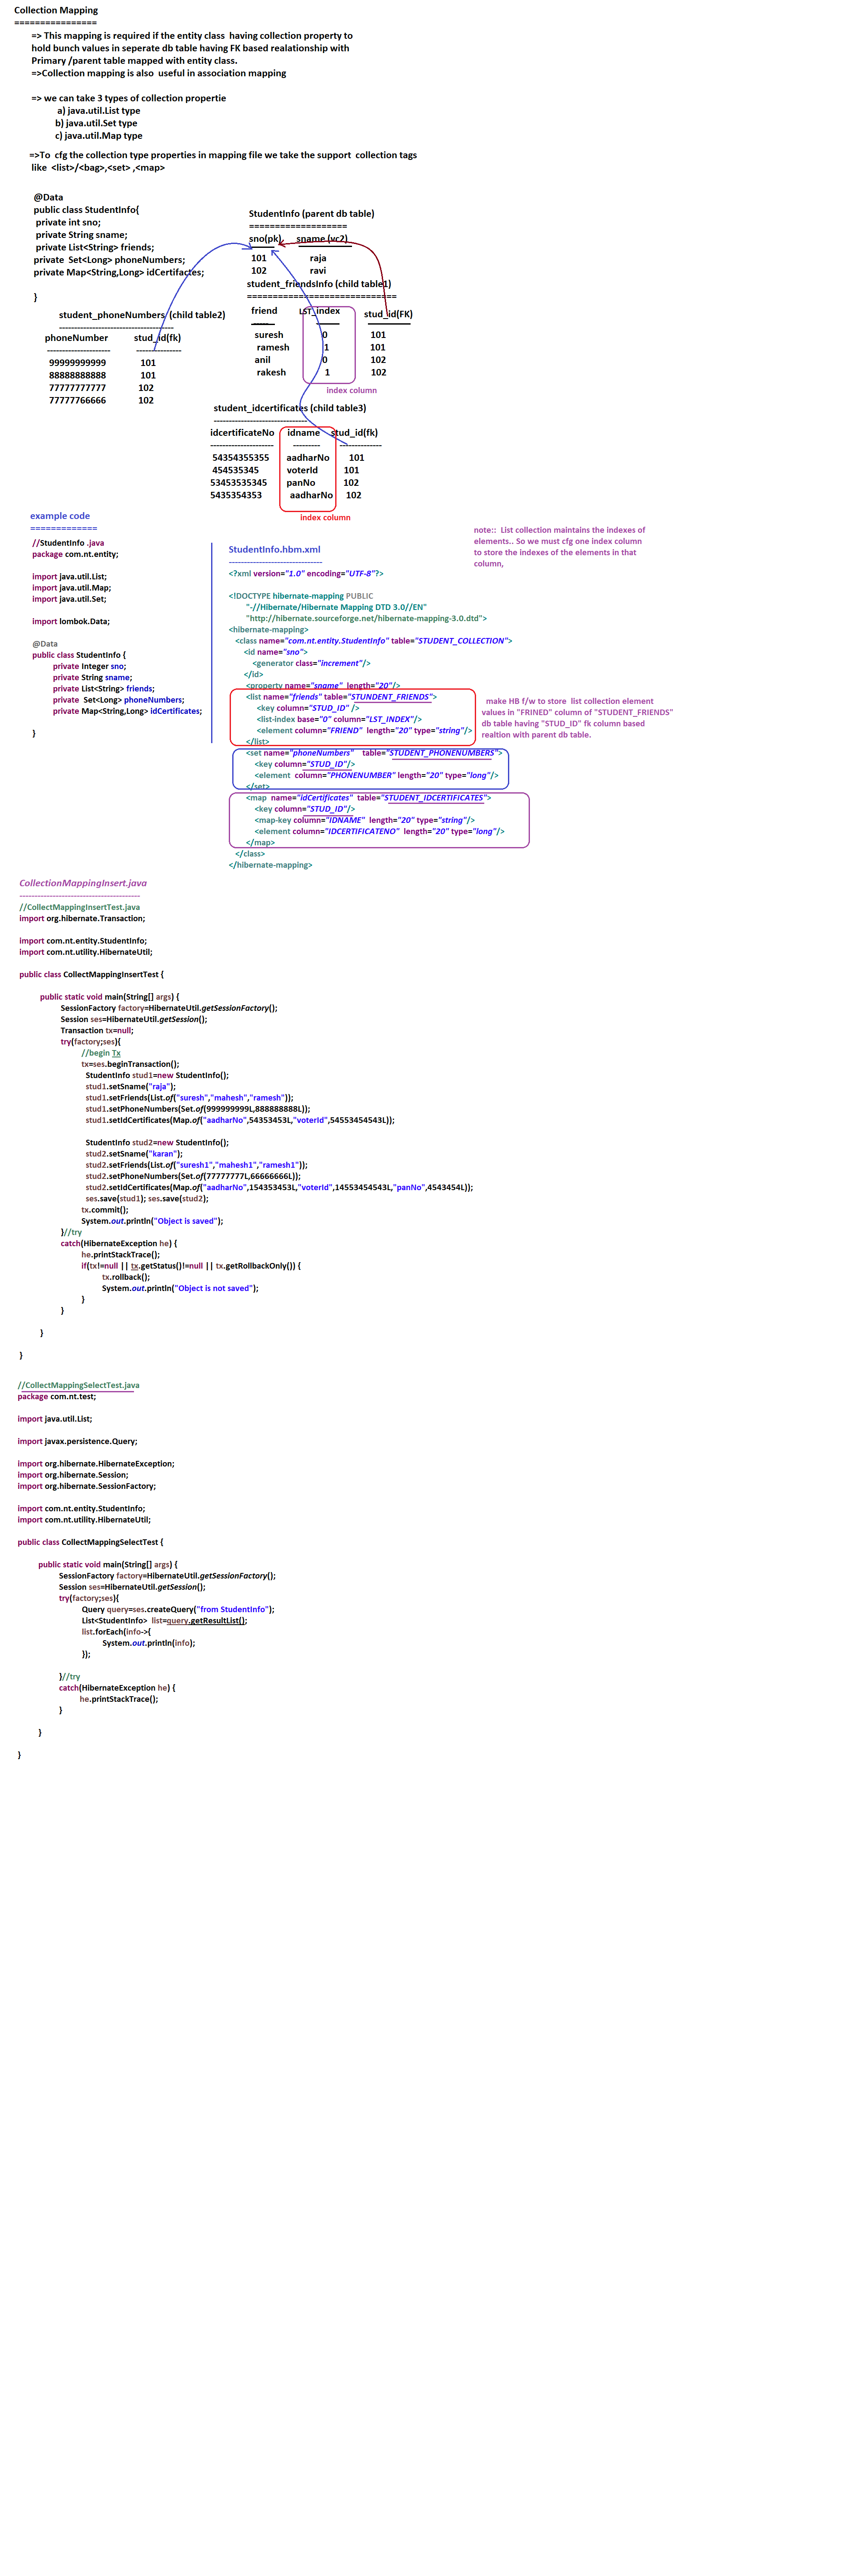 Collection Mapping
================
=> This mapping is required if the entity class  having collection property to
hold bunch values in seperate db table having FK based realationship with
Primary /parent table mapped with entity class.
=>Collection mapping is also  useful in association mapping
=> we can take 3 types of collection propertie
a) java.util.List type
b) java.util.Set type
c) java.util.Map type
=>To  cfg the collection type properties in mapping file we take the support  collection tags
like  <list>/<bag>,<set> ,<map>
@Data
public class StudentInfo{
private int sno;
private String sname;
private List<String> friends;
private  Set<Long> phoneNumbers;
private Map<String,Long> idCertifactes;
}
StudentInfo (parent db table)
===================
sno(pk)    sname (vc2)
101    raja
102    ravi
student_friendsInfo (child table1)
=============================
friend    LST_index    stud_id(FK)
suresh    0    101
ramesh    1    101
anil    0    102
rakesh    1    102
index column
student_phoneNumbers  (child table2)
--------------------------------------
phoneNumber    stud_id(fk)
---------------------    ---------------
99999999999    101
88888888888    101
77777777777    102
77777766666    102
student_idcertificates (child table3)
-------------------------------
idcertificateNo    idname    stud_id(fk)
---------------------    ---------    --------------
54354355355    aadharNo    101
454535345    voterId    101
53453535345    panNo    102
5435354353    aadharNo    102
index column
example code
=============
//StudentInfo .java
package com.nt.entity;
import java.util.List;
import java.util.Map;
import java.util.Set;
import lombok.Data;
@Data
public class StudentInfo {
private Integer sno;
private String sname;
private List<String> friends;
private  Set<Long> phoneNumbers;
private Map<String,Long> idCertificates;
}
StudentInfo.hbm.xml
-------------------------------
<?xml version="1.0" encoding="UTF-8"?>
<!DOCTYPE hibernate-mapping PUBLIC
"-//Hibernate/Hibernate Mapping DTD 3.0//EN"
"http://hibernate.sourceforge.net/hibernate-mapping-3.0.dtd">
<hibernate-mapping>
<class name="com.nt.entity.StudentInfo" table="STUDENT_COLLECTION">
<id name="sno">
<generator class="increment"/>
</id>
<property name="sname"  length="20"/>
<list name="friends" table="STUNDENT_FRIENDS">
<key column="STUD_ID" />
<list-index base="0" column="LST_INDEX"/>
<element column="FRIEND"  length="20" type="string"/>
</list>
<set name="phoneNumbers"   table="STUDENT_PHONENUMBERS">
<key column="STUD_ID"/>
<element  column="PHONENUMBER" length="20" type="long"/>
</set>
<map  name="idCertificates"  table="STUDENT_IDCERTIFICATES">
<key column="STUD_ID"/>
<map-key column="IDNAME"  length="20" type="string"/>
<element column="IDCERTIFICATENO"  length="20" type="long"/>
</map>
</class>
</hibernate-mapping>
note::  List collection maintains the indexes of
elements.. So we must cfg one index column
to store the indexes of the elements in that
column,
make HB f/w to store  list collection element
values in "FRINED" column of "STUDENT_FRIENDS"
db table having "STUD_ID" fk column based
realtion with parent db table.
CollectionMappingInsert.java
----------------------------------------
//CollectMappingInsertTest.java
import org.hibernate.Transaction;
import com.nt.entity.StudentInfo;
import com.nt.utility.HibernateUtil;
public class CollectMappingInsertTest {
public static void main(String[] args) {
SessionFactory factory=HibernateUtil.getSessionFactory();
Session ses=HibernateUtil.getSession();
Transaction tx=null;
try(factory;ses){
//begin Tx
tx=ses.beginTransaction();
StudentInfo stud1=new StudentInfo();
stud1.setSname("raja");
stud1.setFriends(List.of("suresh","mahesh","ramesh"));
stud1.setPhoneNumbers(Set.of(999999999L,888888888L));
stud1.setIdCertificates(Map.of("aadharNo",54353453L,"voterId",54553454543L));
StudentInfo stud2=new StudentInfo();
stud2.setSname("karan");
stud2.setFriends(List.of("suresh1","mahesh1","ramesh1"));
stud2.setPhoneNumbers(Set.of(77777777L,66666666L));
stud2.setIdCertificates(Map.of("aadharNo",154353453L,"voterId",14553454543L,"panNo",4543454L));
ses.save(stud1); ses.save(stud2);
tx.commit();
System.out.println("Object is saved");
}//try
catch(HibernateException he) {
he.printStackTrace();
if(tx!=null || tx.getStatus()!=null || tx.getRollbackOnly()) {
tx.rollback();
System.out.println("Object is not saved");
}
}
}
}
//CollectMappingSelectTest.java
package com.nt.test;
import java.util.List;
import javax.persistence.Query;
import org.hibernate.HibernateException;
import org.hibernate.Session;
import org.hibernate.SessionFactory;
import com.nt.entity.StudentInfo;
import com.nt.utility.HibernateUtil;
public class CollectMappingSelectTest {
public static void main(String[] args) {
SessionFactory factory=HibernateUtil.getSessionFactory();
Session ses=HibernateUtil.getSession();
try(factory;ses){
Query query=ses.createQuery("from StudentInfo");
List<StudentInfo>  list=query.getResultList();
list.forEach(info->{
System.out.println(info);
});
}//try
catch(HibernateException he) {
he.printStackTrace();
}
}
}